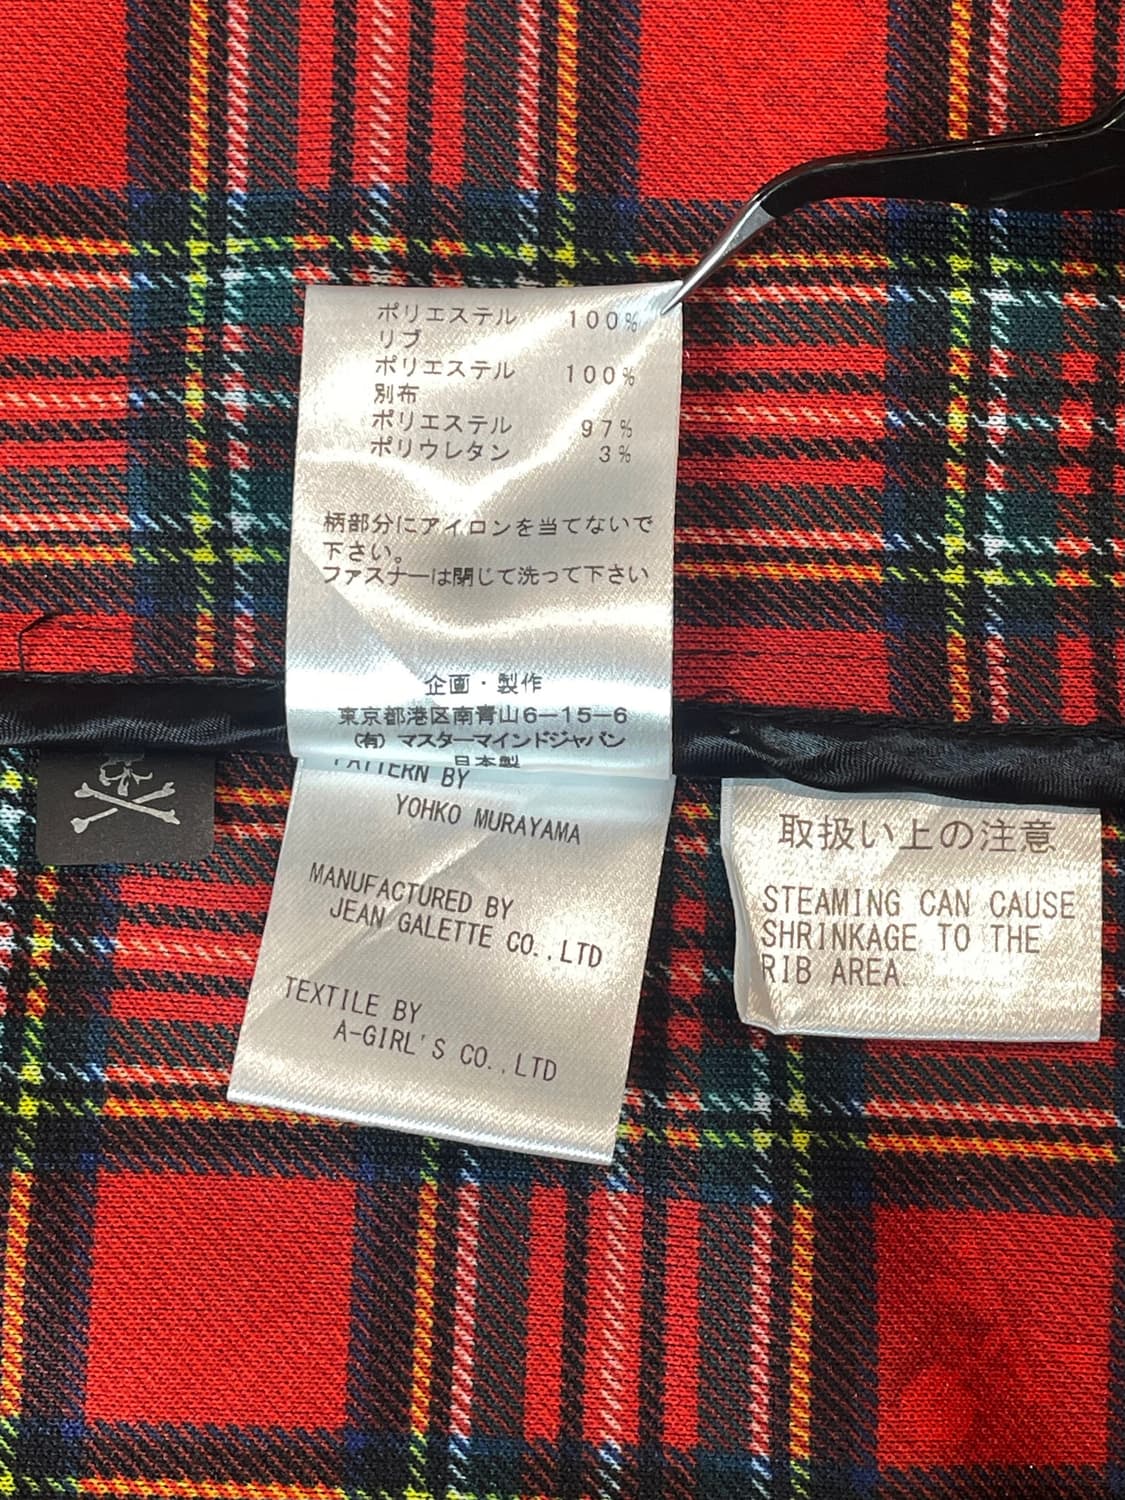 ポリエステル 100%
リブ
ポリエステル 100%
別布
ポリエステル 97%
ポリウレタン 3%
柄部分にアイロンを当てないで
下さい。
ファスナーは閉じて洗って下さい
企画・製作
東京都港区南青山6-15-6
(有) マスターマインドジャパン
日本製
PATTERN BY
YOHKO MURAYAMA
MANUFACTURED BY
JEAN GALETTE CO.,LTD
TEXTILE BY
A-GIRL'S CO.,LTD
取扱い上の注意
STEAMING CAN CAUSE
SHRINKAGE TO THE
RIB AREA.